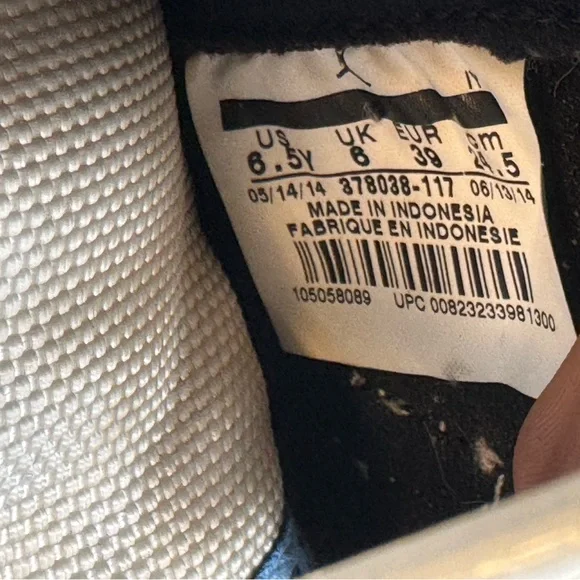 US UK EUR cm
6.5Y 6 39 24.5
05/14/14 378038-117 06/13/14
MADE IN INDONESIA
FABRIQUE EN INDONESIE
105058089 UPC 00823233981300